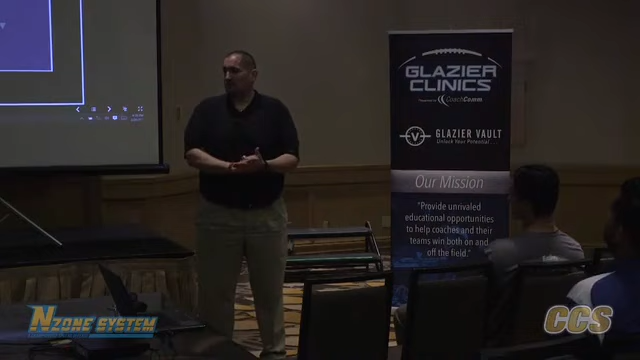 GLAZIER
CLINICS
CoachComm
V
GLAZIER VAULT
Unlock Your Potential
Our Mission
"Provide unrivaled
educational opportunities
to help coaches and their
teams win both on and
off the field."
NZONE SYSTEM
CCS